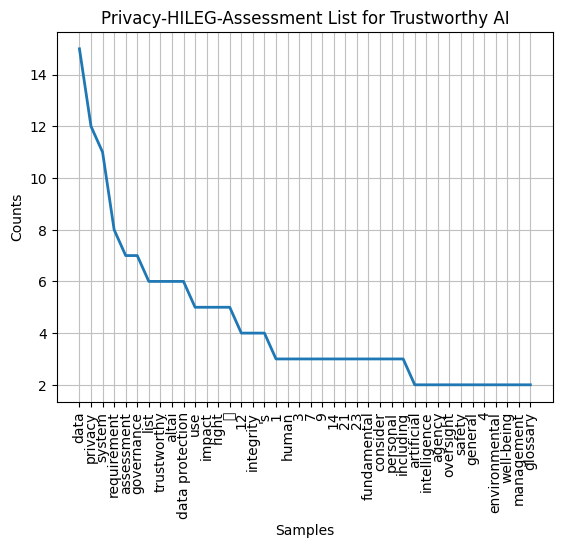 Privacy-HILEG-Assessment List for Trustworthy AI
Counts
14
12
10
8
6
4
2
data
privacy
system
requirement
assessment
governance
list
trustworthy
altai
data protection
use
impact
right
12
integrity
s
1
human
3
7
9
14
21
23
fundamental
consider
personal
including
artificial
intelligence
agency
oversight
safety
general
4
environmental
well-being
management
glossary
Samples